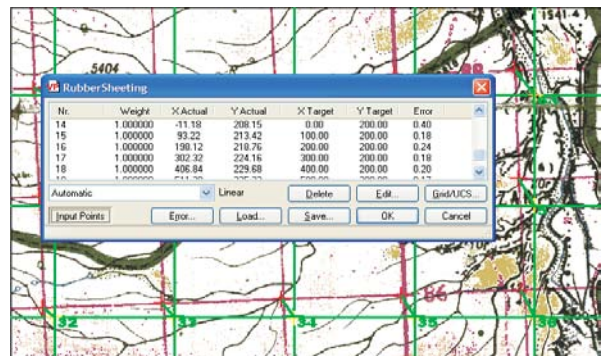 1541.4
5404
88
RubberSheeting
Nr. Weight X Actual Y Actual X Target Y Target Error
14 1.000000 -11.18 208.15 0.00 200.00 0.40
15 1.000000 93.22 213.42 100.00 200.00 0.18
16 1.000000 198.12 218.76 200.00 200.00 0.24
17 1.000000 302.32 224.16 300.00 200.00 0.18
18 1.000000 406.84 229.68 400.00 200.00 0.20
Automatic Linear Delete Edit... Grid/UCS...
Input Points Error... Load... Save... OK Cancel
86
32 33 34 35 36